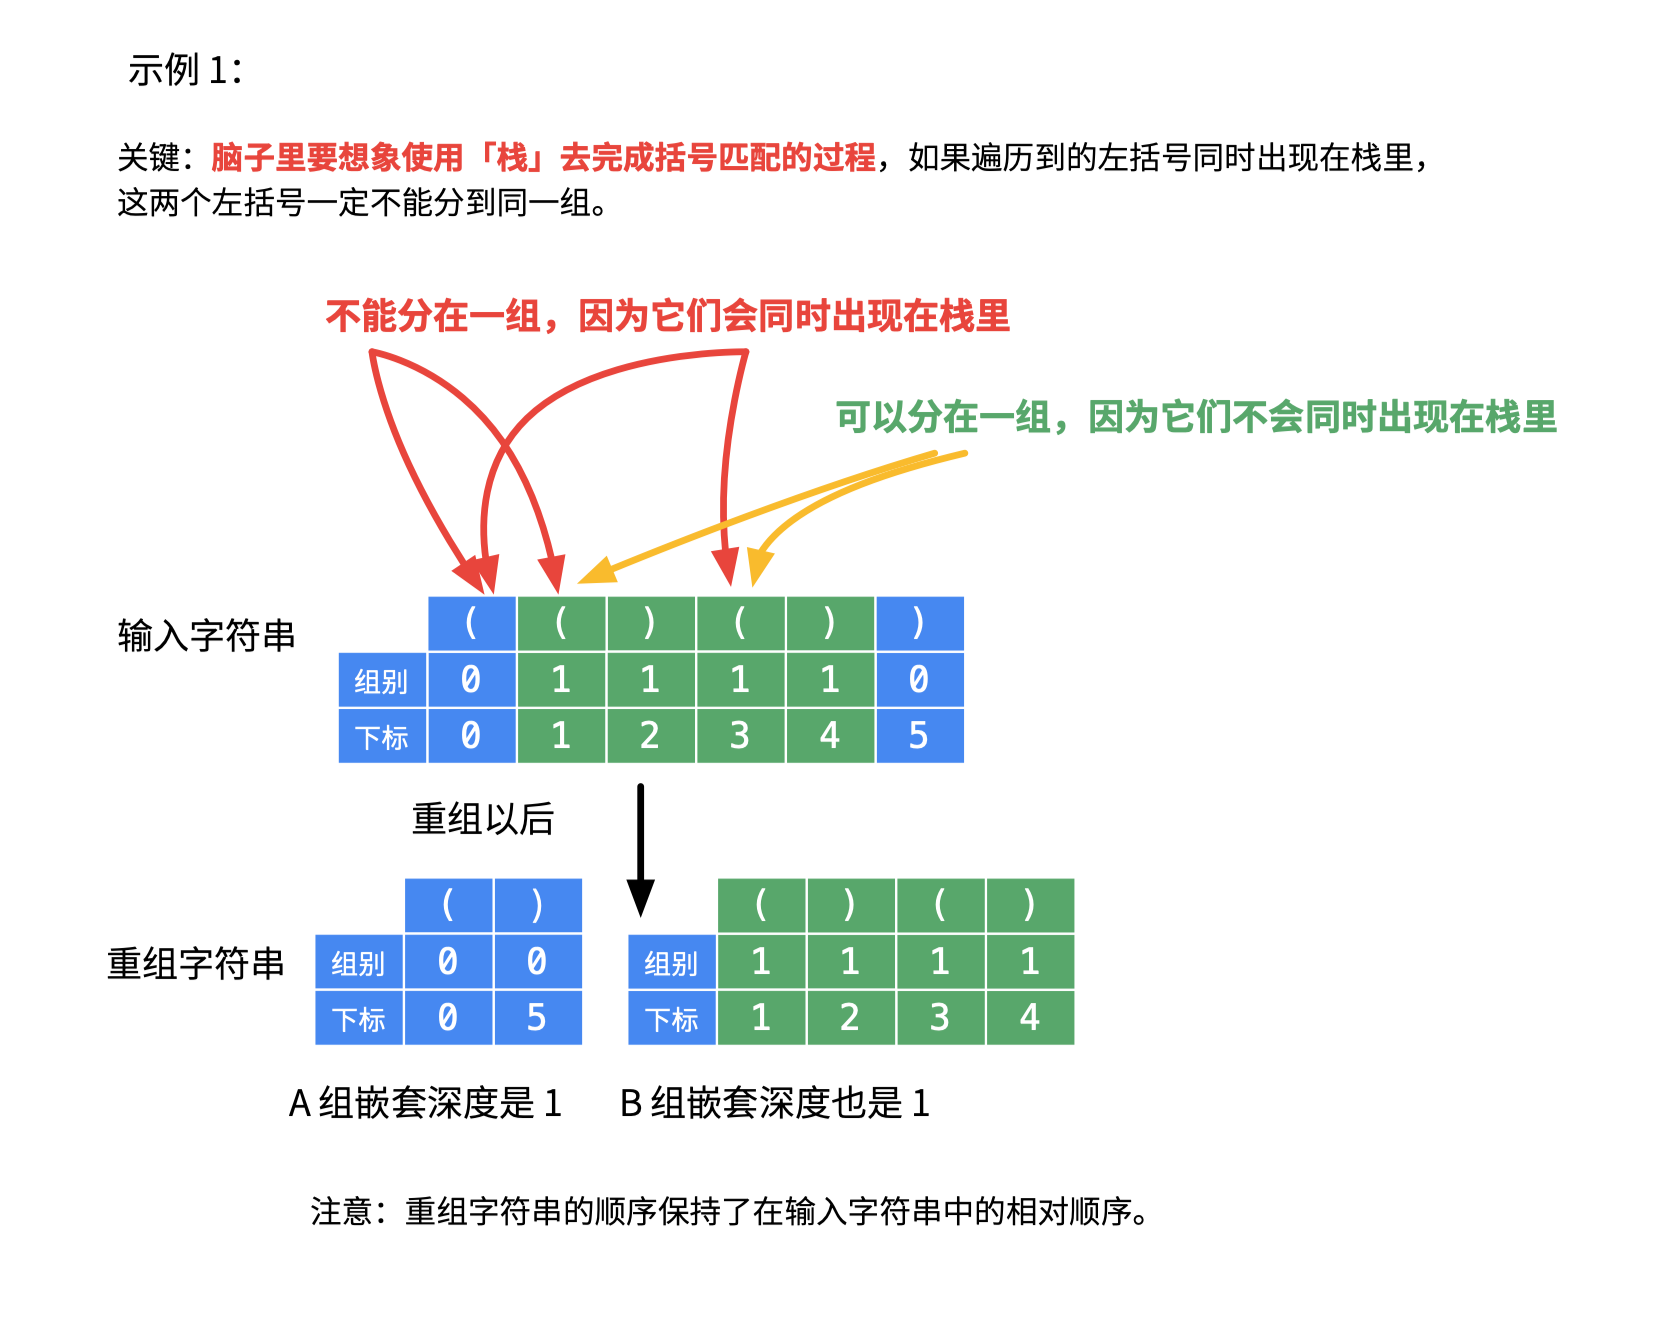 示例 1：
关键：脑子里要想象使用「栈」去完成括号匹配的过程，如果遍历到的左括号同时出现在栈里，
这两个左括号一定不能分到同一组。
不能分在一组，因为它们会同时出现在栈里
可以分在一组，因为它们不会同时出现在栈里
输入字符串
( ( ) ( ) )
组别 0 1 1 1 1 0
下标 0 1 2 3 4 5
重组以后
重组字符串
( )
组别 0 0
下标 0 5
( ) ( )
组别 1 1 1 1
下标 1 2 3 4
A 组嵌套深度是 1
B 组嵌套深度也是 1
注意：重组字符串的顺序保持了在输入字符串中的相对顺序。